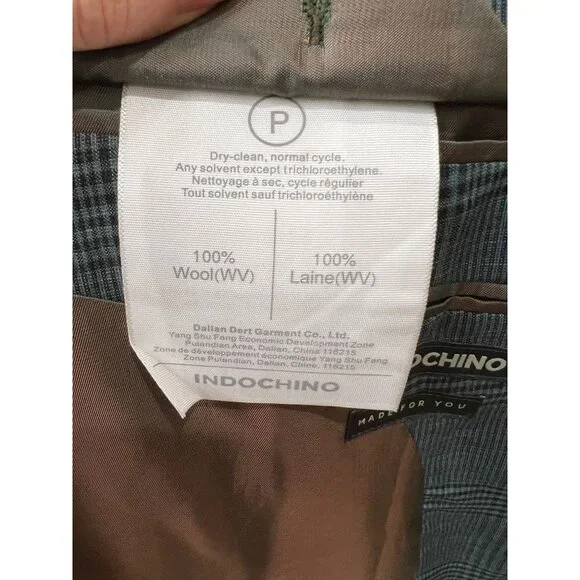 P
Dry-clean, normal cycle.
Any solvent except trichloroethylene.
Nettoyage à sec, cycle régulier
Tout solvent sauf trichloroéthylène
100%
Wool(WV)
100%
Laine(WV)
Dalian Dert Garment Co., Ltd.
Yang Shu Fang Economic Development Zone
Pulandian Area, Dalian, China 116215
Zone de développement économique Yang Shu Fang
Zone Pulandian, Dalian, Chine, 116215
INDOCHINO
OCHINO
MADE FOR YOU